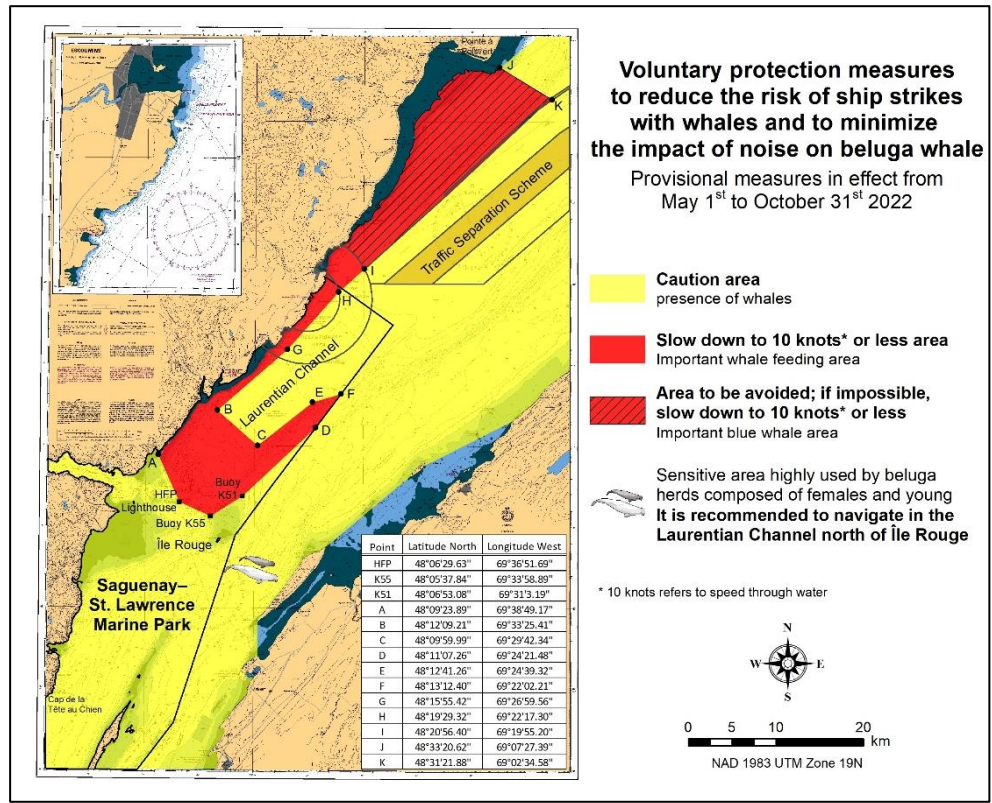 Voluntary protection measures
to reduce the risk of ship strikes
with whales and to minimize
the impact of noise on beluga whale
Provisional measures in effect from
May 1st to October 31st 2022
Caution area
presence of whales
Slow down to 10 knots* or less area
Important whale feeding area
Area to be avoided; if impossible,
slow down to 10 knots* or less
Important blue whale area
Sensitive area highly used by beluga
herds composed of females and young
It is recommended to navigate in the
Laurentian Channel north of Île Rouge
* 10 knots refers to speed through water
N
W E
S
0 5 10 20
km
NAD 1983 UTM Zone 19N
ESCOUMINS
J
K
Traffic Separation Scheme
I
H
G
Laurentian Channel
B
E
F
C
D
A
HFP
Lighthouse
Buoy
K51
Buoy K55
Île Rouge
Saguenay–
St. Lawrence
Marine Park
Cap de la
Tête au Chien
Point Latitude North Longitude West
HFP 48°06'29.63" 69°36'51.69"
K55 48°05'37.84" 69°33'58.89"
K51 48°06'53.08" 69°31'3.19"
A 48°09'23.89" 69°38'49.17"
B 48°12'09.21" 69°33'25.41"
C 48°09'59.99" 69°29'42.34"
D 48°11'07.26" 69°24'21.48"
E 48°12'41.26" 69°24'39.32"
F 48°13'12.40" 69°22'02.21"
G 48°15'55.42" 69°26'59.56"
H 48°19'29.32" 69°22'17.30"
I 48°20'56.40" 69°19'55.20"
J 48°33'20.62" 69°07'27.39"
K 48°31'21.88" 69°02'34.58"